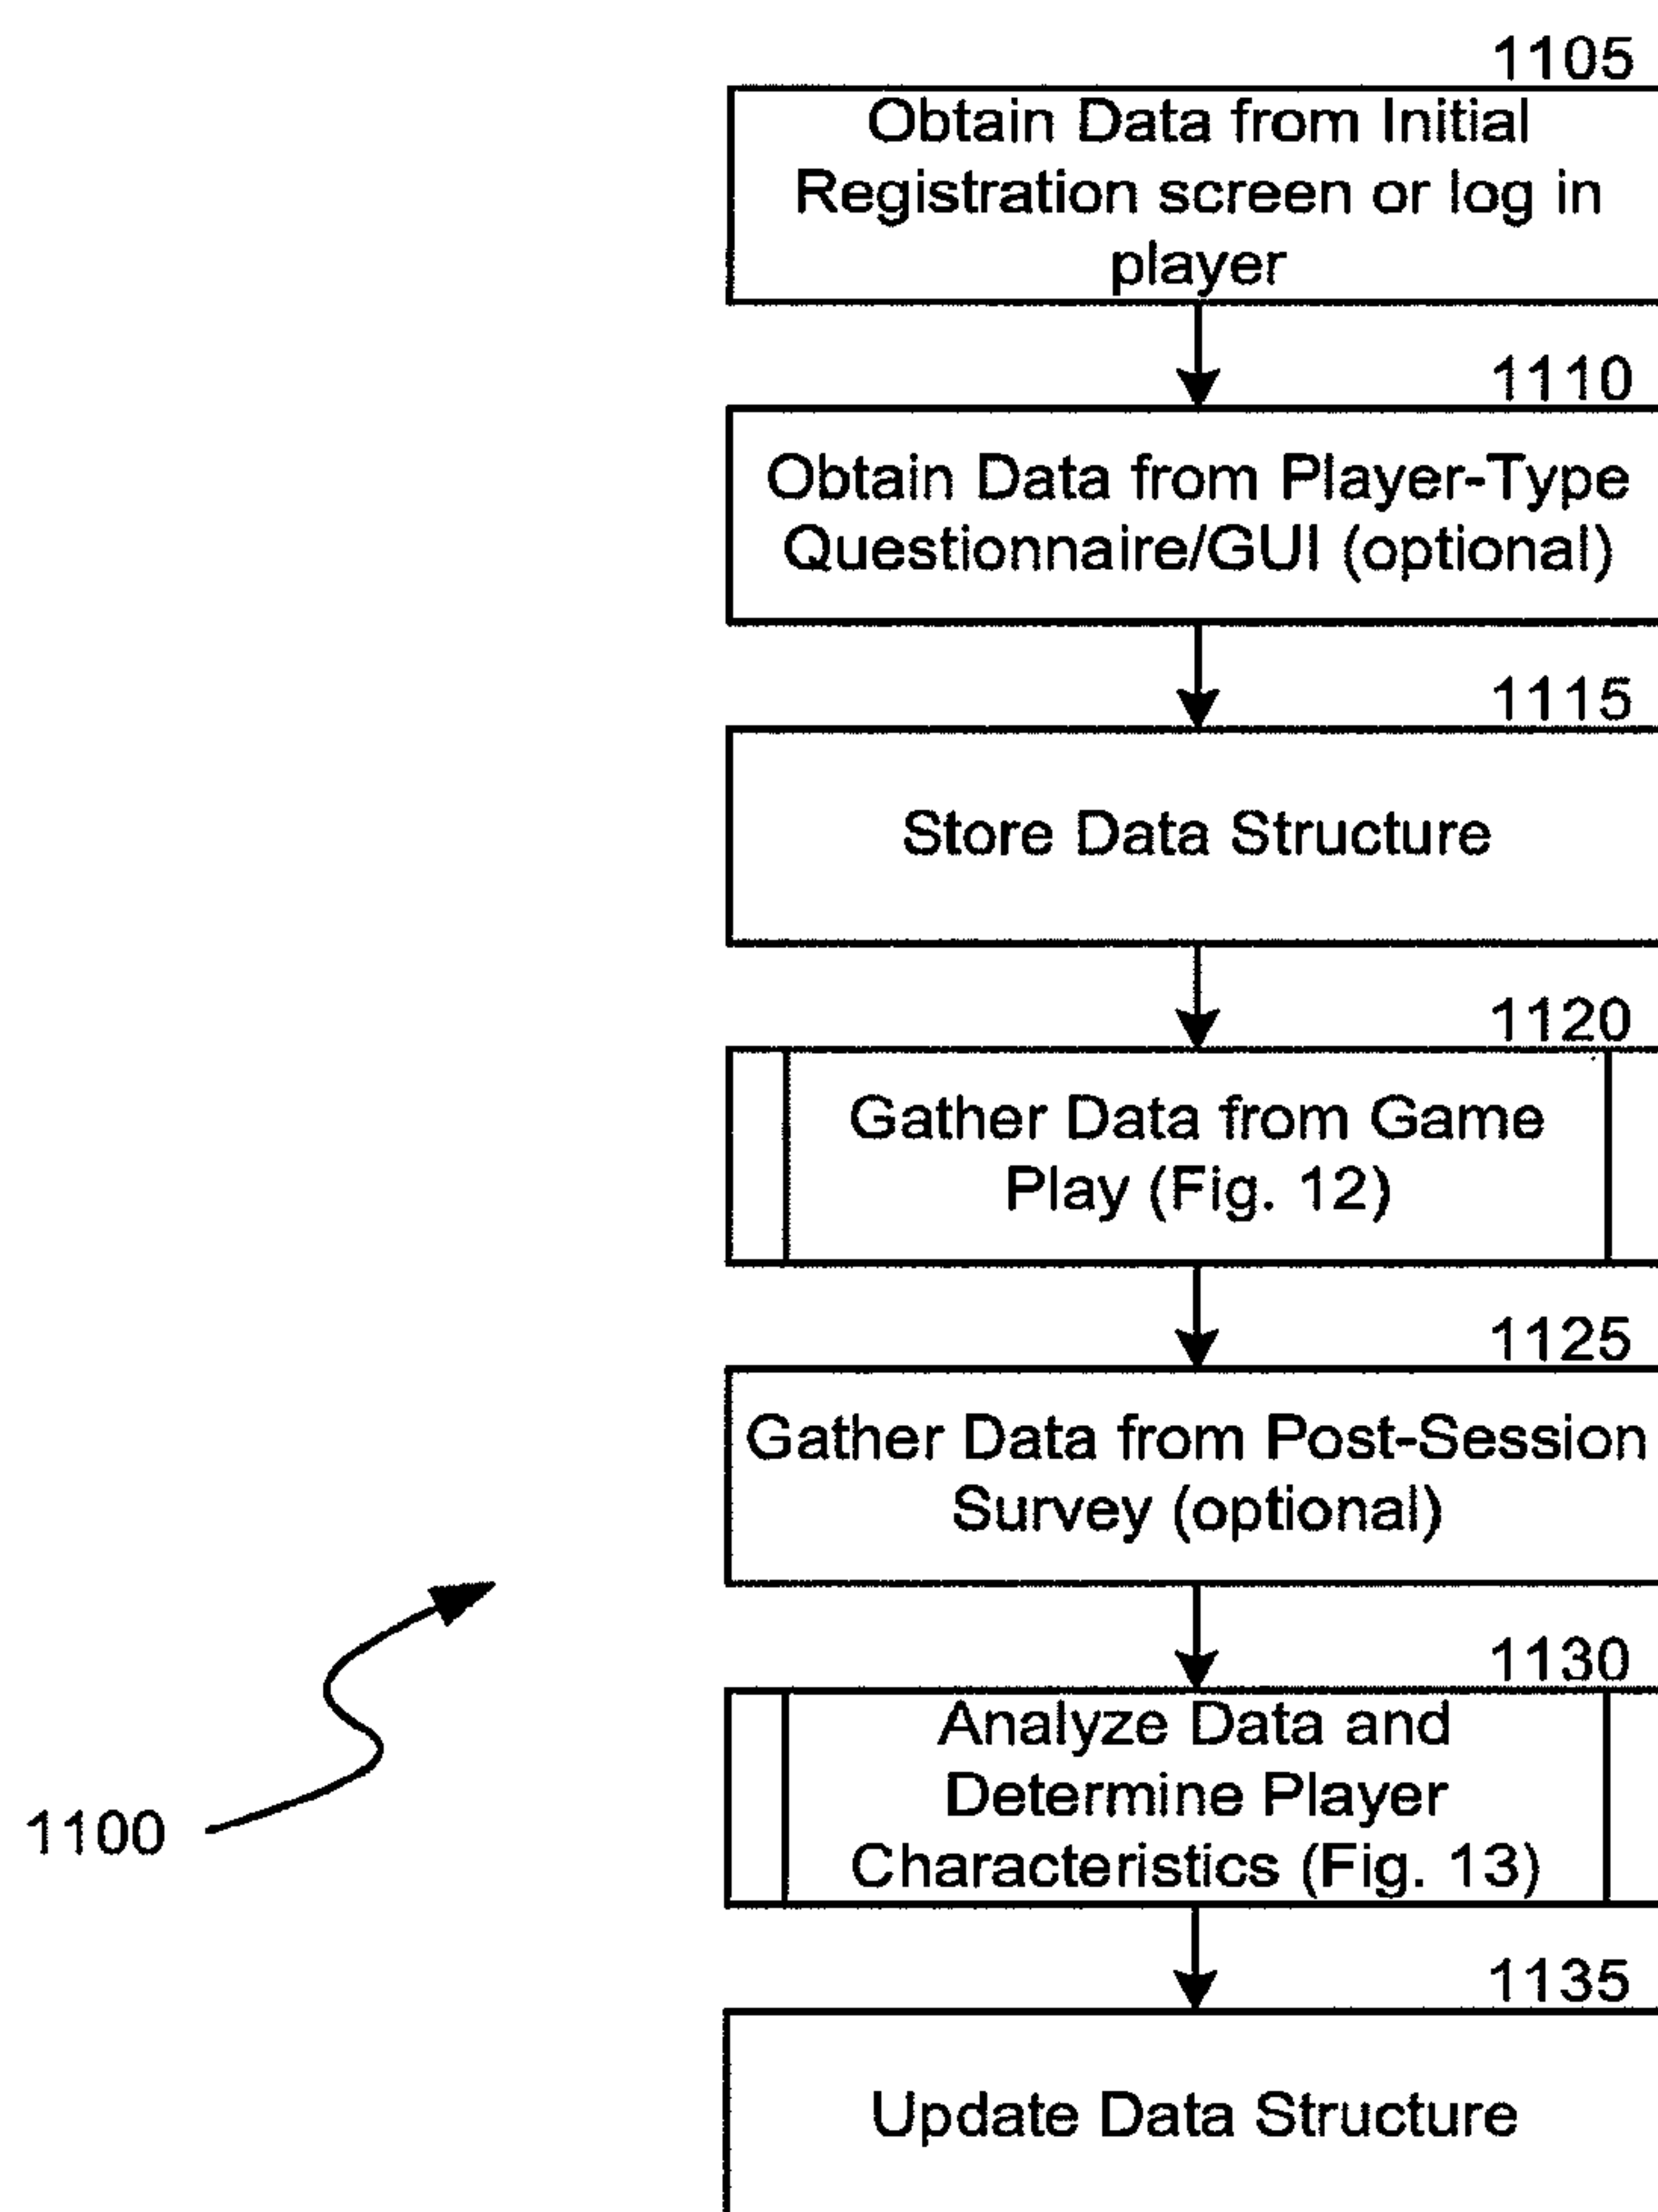 1105
Obtain Data from Initial
Registration screen or log in
player
1110
Obtain Data from Player-Type
Questionnaire/GUI (optional)
1115
Store Data Structure
1120
Gather Data from Game
Play (Fig. 12)
1125
Gather Data from Post-Session
Survey (optional)
1130
Analyze Data and
Determine Player
Characteristics (Fig. 13)
1100
1135
Update Data Structure